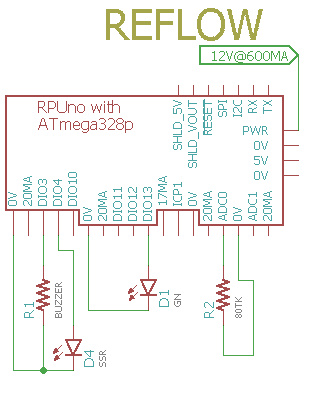 REFLOW
12V@600MA
RPUno with
ATmega328p
SHLD_5V
SHLD_VOUT
RESET
SPI
I2C
RX
TX
PWR
0V
5V
0V
0V
20MA
DIO3
DIO4
DIO10
0V
20MA
DIO11
DIO12
DIO13
17MA
ICP1
0V
20MA
ADC0
0V
ADC1
20MA
R1
BUZZER
D1
GN
R2
80TK
D4
SSR